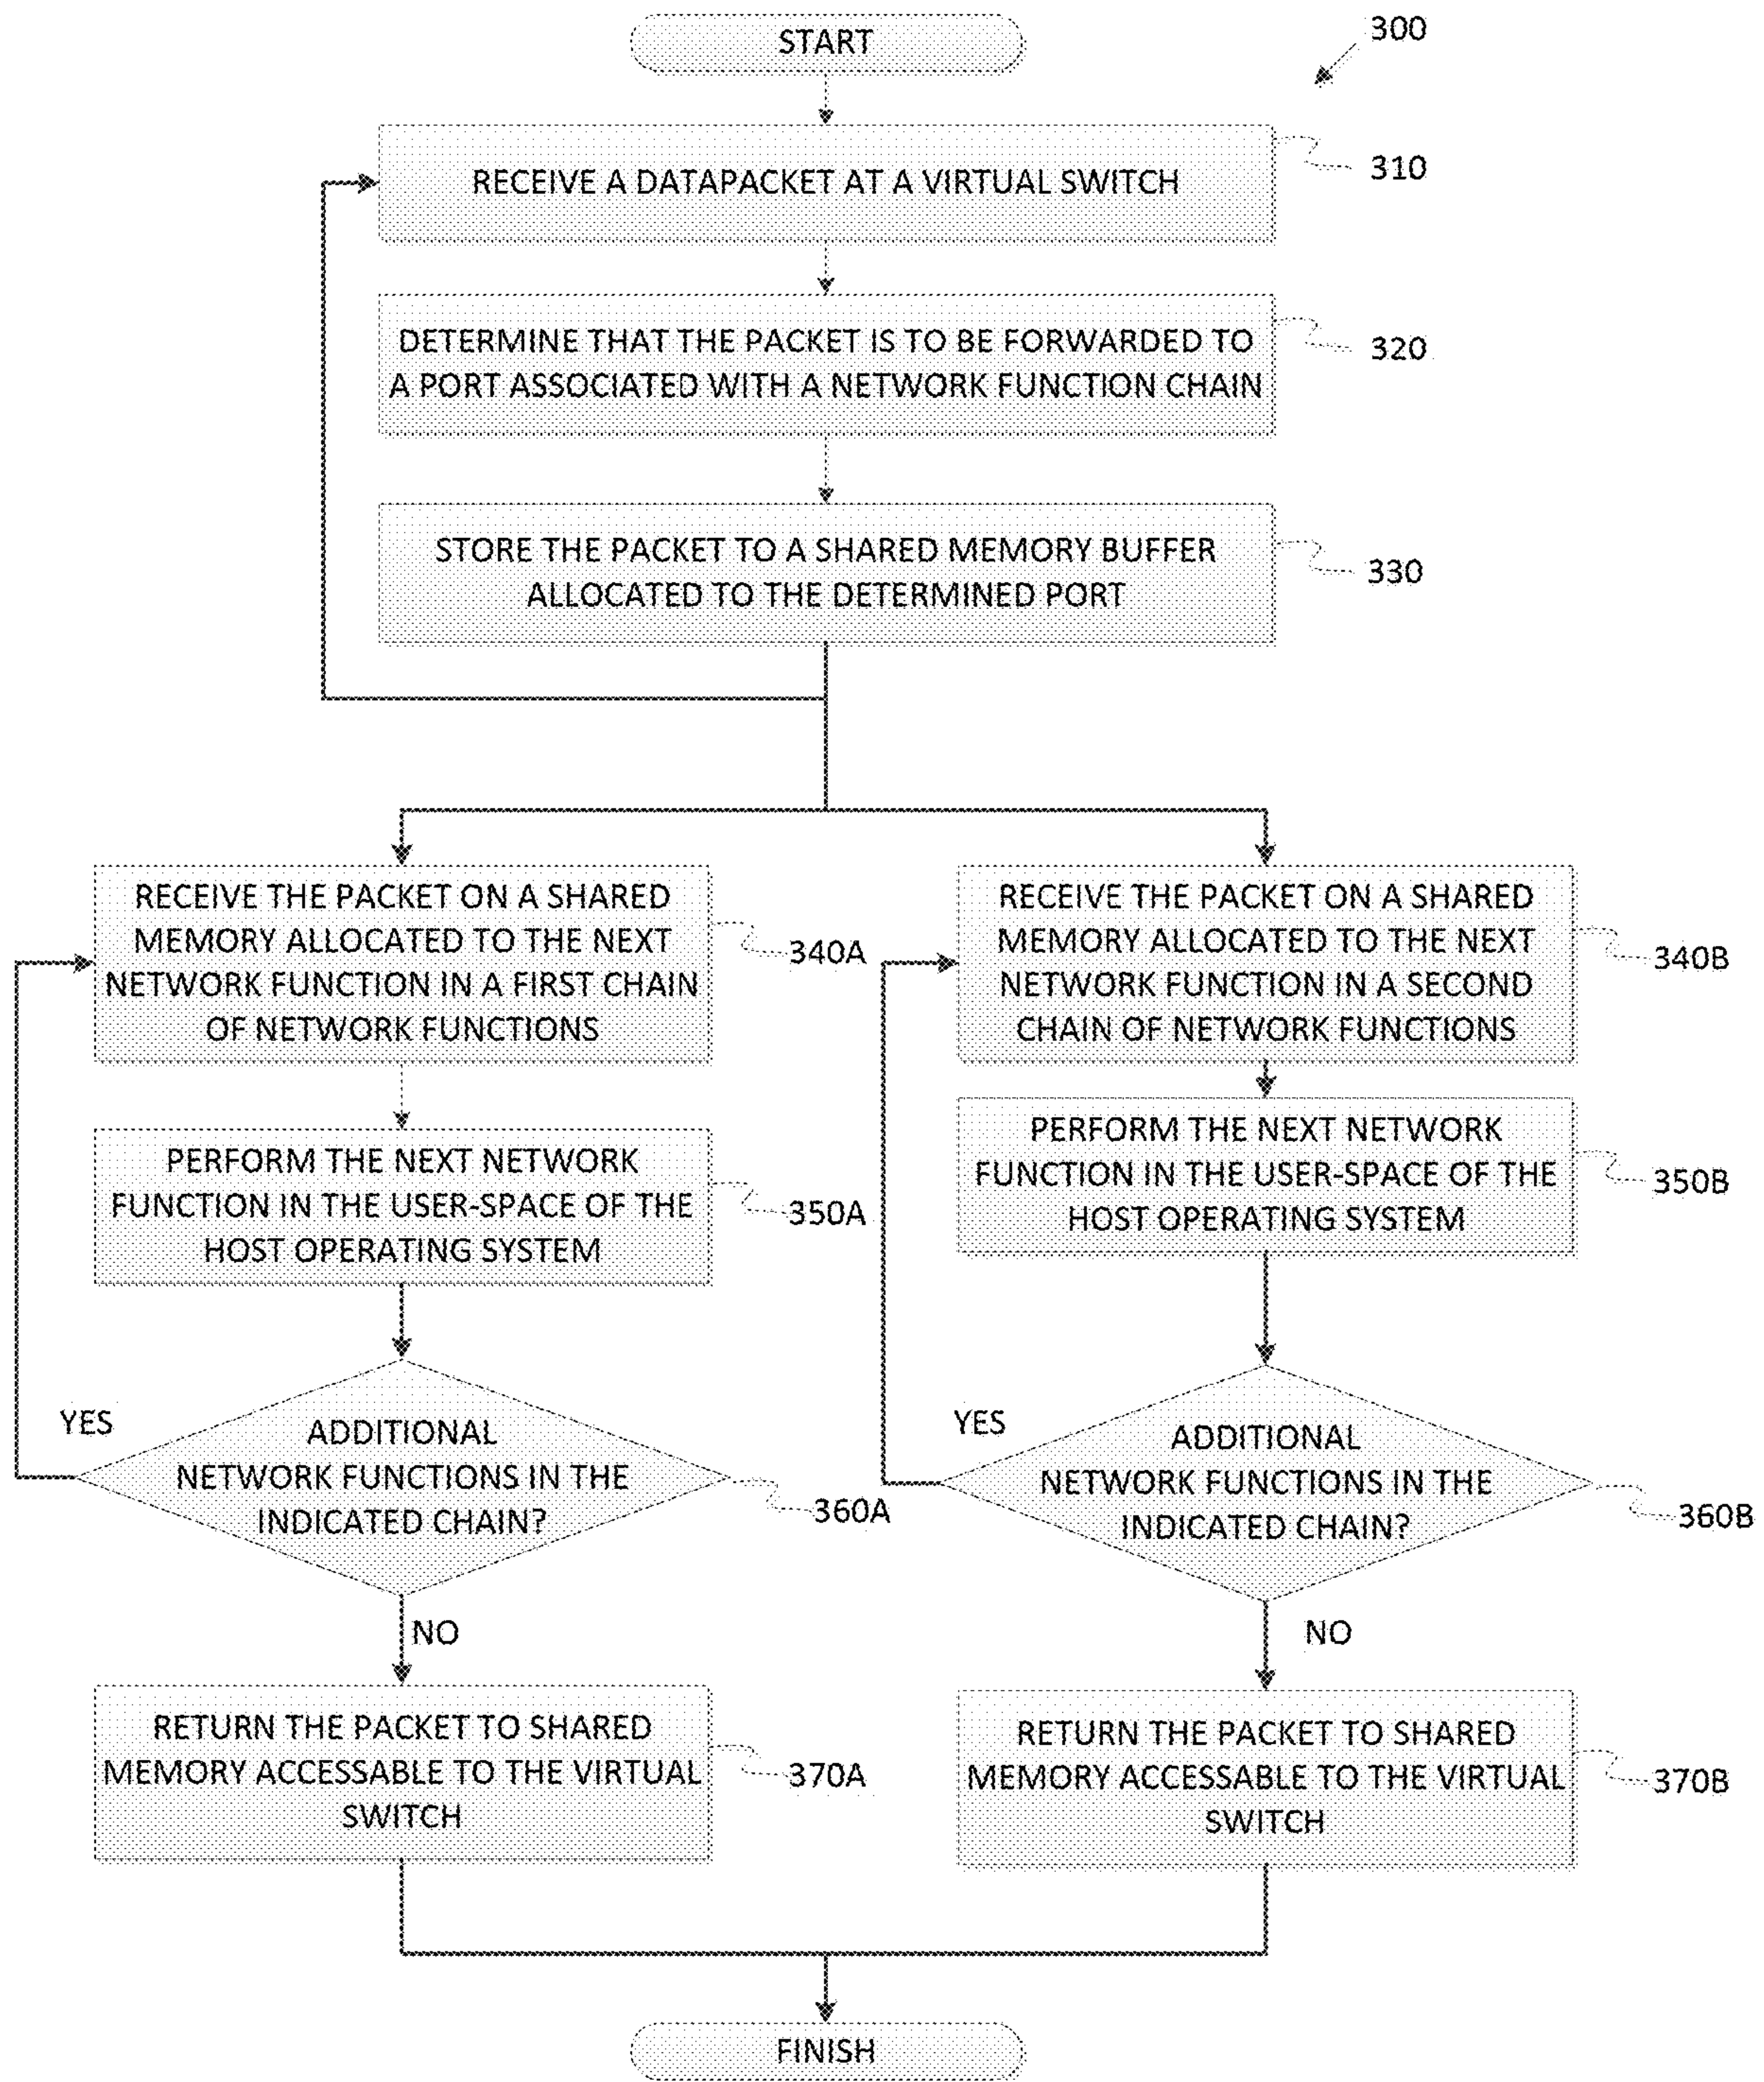 START
300
RECEIVE A DATAPACKET AT A VIRTUAL SWITCH
310
DETERMINE THAT THE PACKET IS TO BE FORWARDED TO
A PORT ASSOCIATED WITH A NETWORK FUNCTION CHAIN
320
STORE THE PACKET TO A SHARED MEMORY BUFFER
ALLOCATED TO THE DETERMINED PORT
330
RECEIVE THE PACKET ON A SHARED
MEMORY ALLOCATED TO THE NEXT
NETWORK FUNCTION IN A FIRST CHAIN
OF NETWORK FUNCTIONS
340A
RECEIVE THE PACKET ON A SHARED
MEMORY ALLOCATED TO THE NEXT
NETWORK FUNCTION IN A SECOND
CHAIN OF NETWORK FUNCTIONS
340B
PERFORM THE NEXT NETWORK
FUNCTION IN THE USER-SPACE OF THE
HOST OPERATING SYSTEM
350A
PERFORM THE NEXT NETWORK
FUNCTION IN THE USER-SPACE OF THE
HOST OPERATING SYSTEM
350B
YES
ADDITIONAL
NETWORK FUNCTIONS IN THE
INDICATED CHAIN?
360A
YES
ADDITIONAL
NETWORK FUNCTIONS IN THE
INDICATED CHAIN?
360B
NO
NO
RETURN THE PACKET TO SHARED
MEMORY ACCESSABLE TO THE VIRTUAL
SWITCH
370A
RETURN THE PACKET TO SHARED
MEMORY ACCESSABLE TO THE VIRTUAL
SWITCH
370B
FINISH